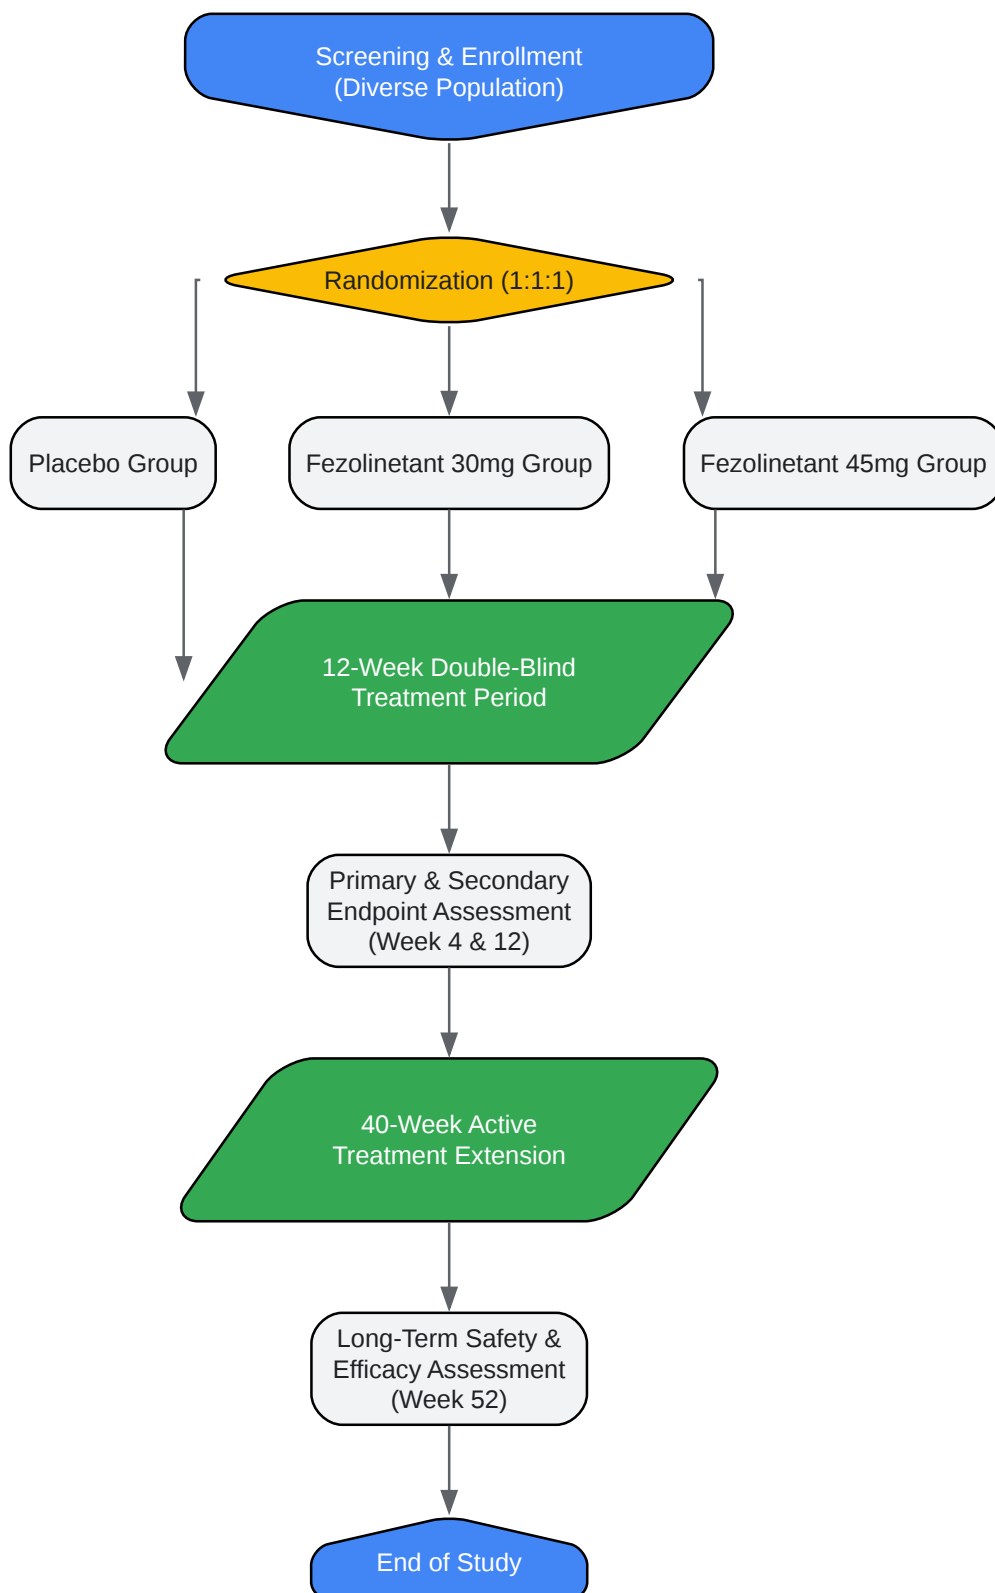 Screening & Enrollment
(Diverse Population)
Randomization (1:1:1)
Placebo Group
Fezolinetant 30mg Group
Fezolinetant 45mg Group
12-Week Double-Blind
Treatment Period
Primary & Secondary
Endpoint Assessment
(Week 4 & 12)
40-Week Active
Treatment Extension
Long-Term Safety &
Efficacy Assessment
(Week 52)
End of Study